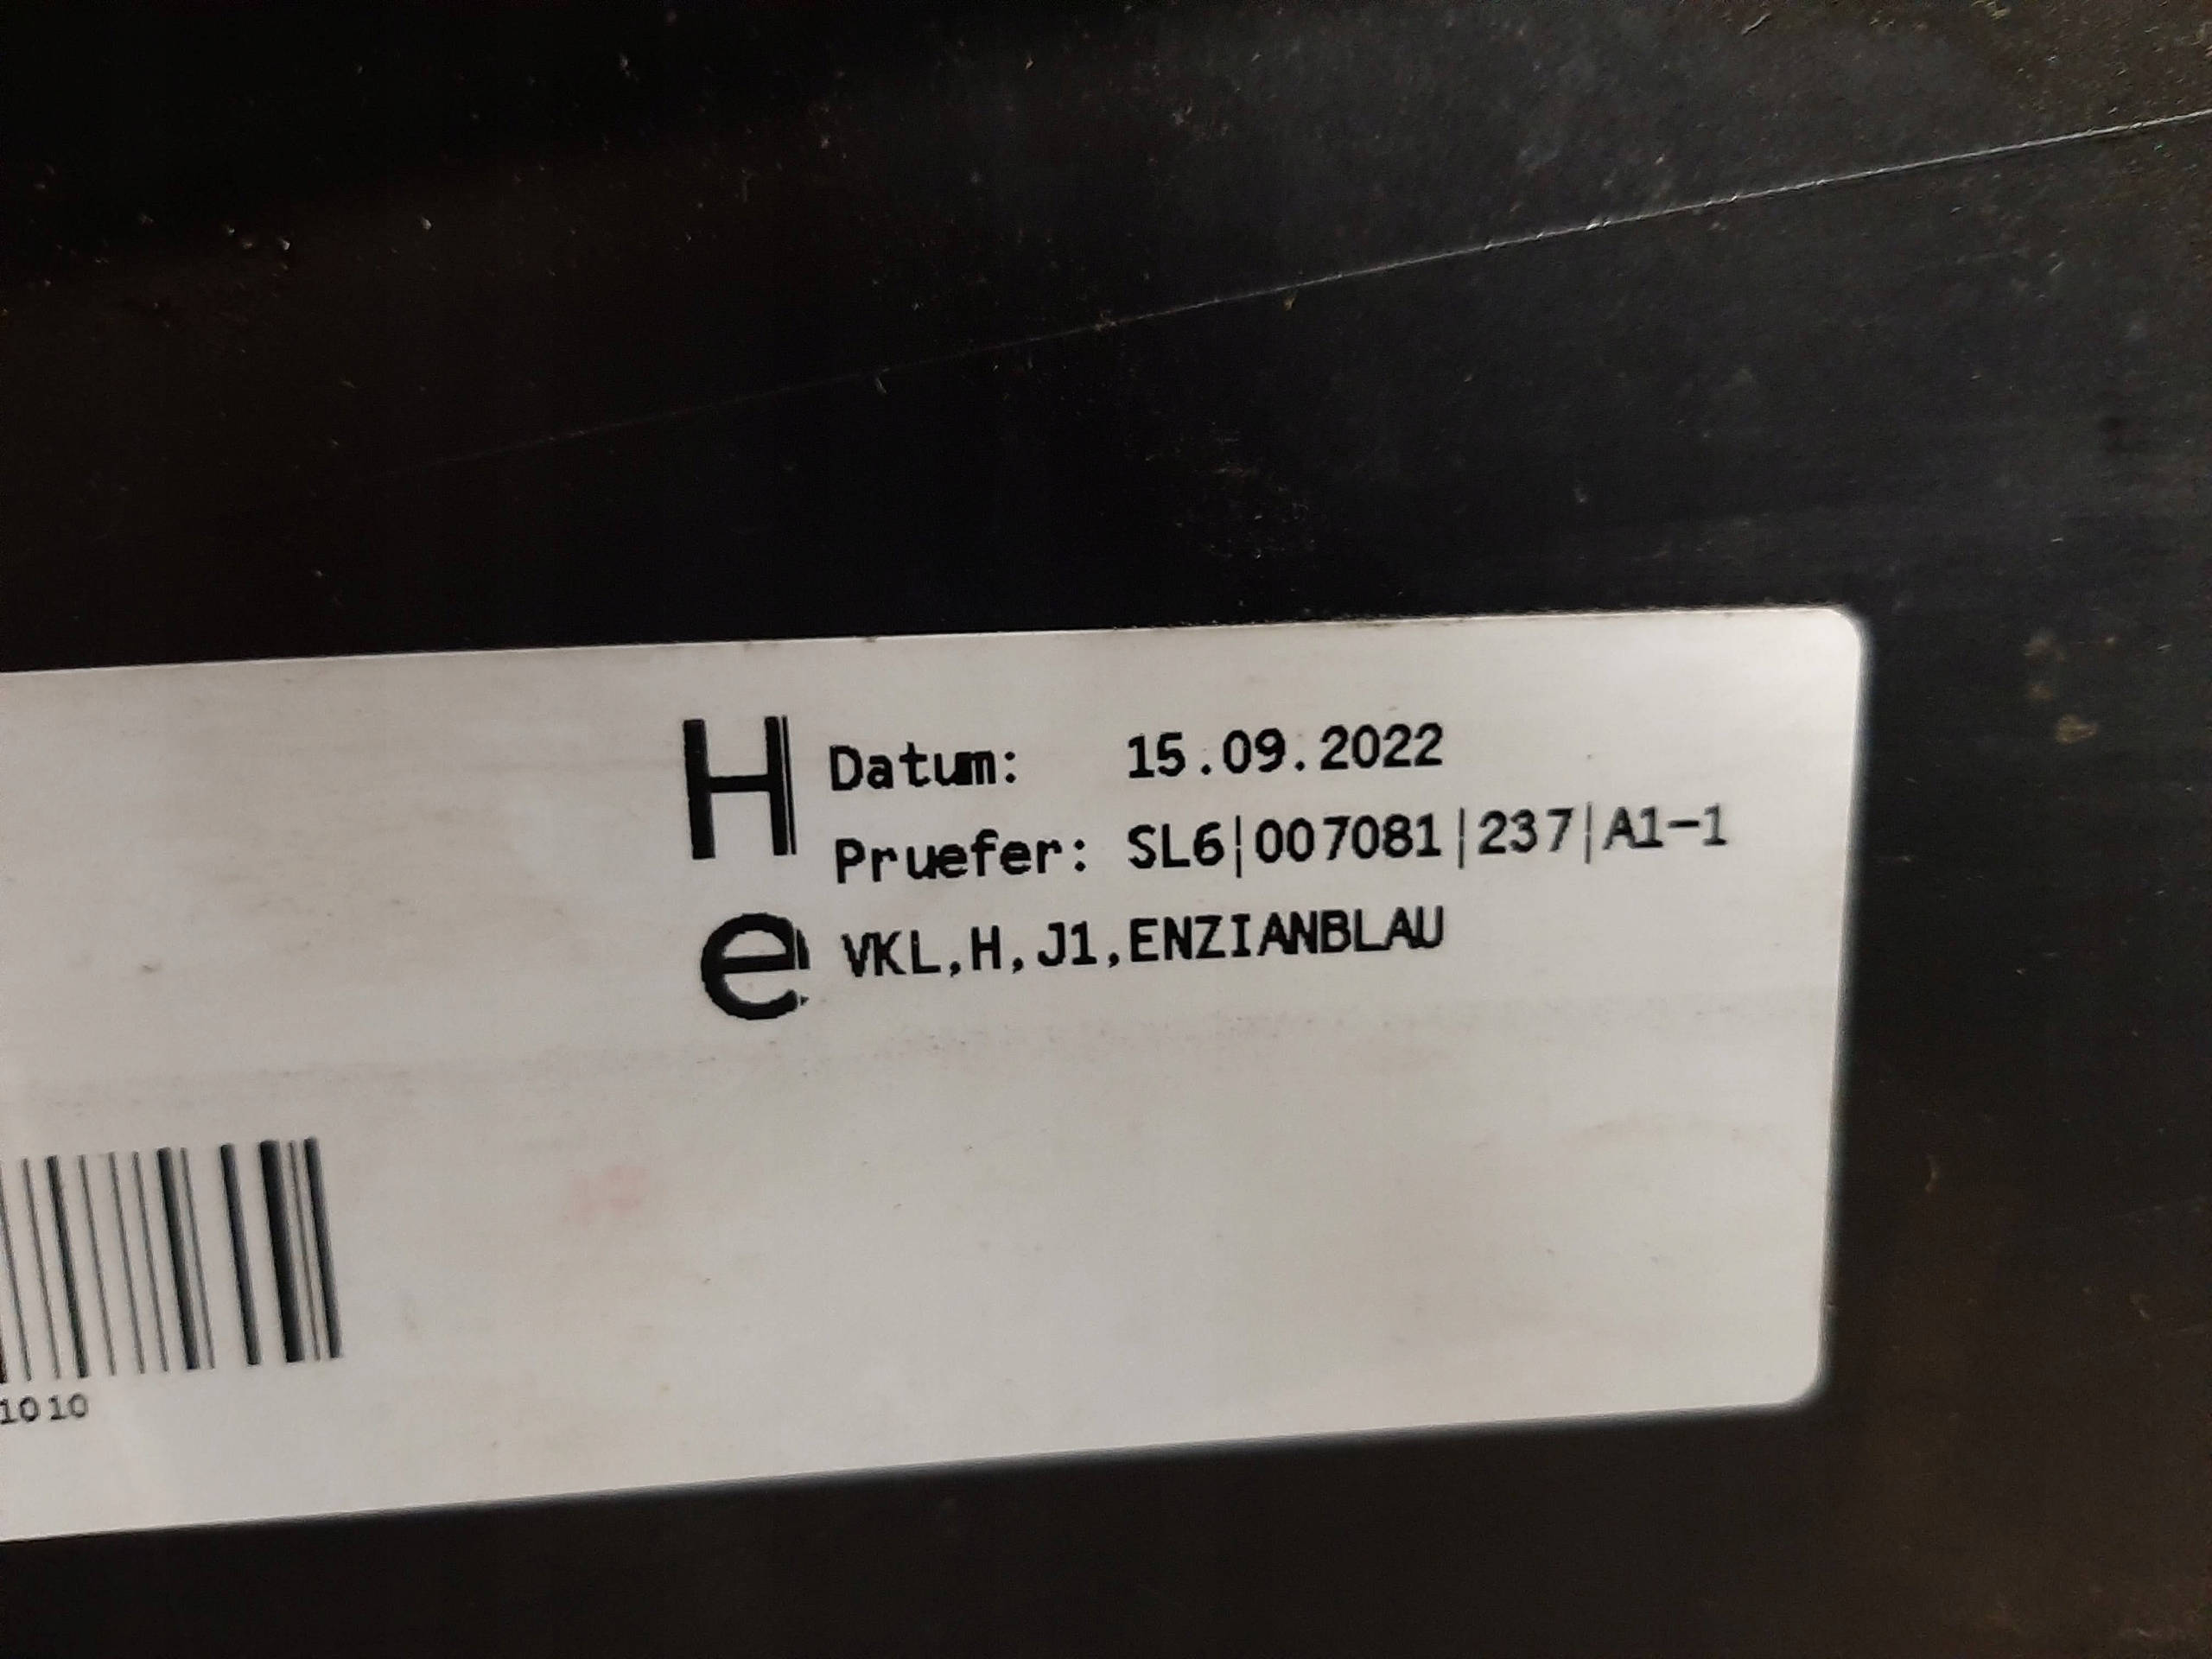 H
Datum: 15.09.2022
Pruefer: SL6|007081|237|A1-1
e
VKL,H,J1,ENZIANBLAU
1010